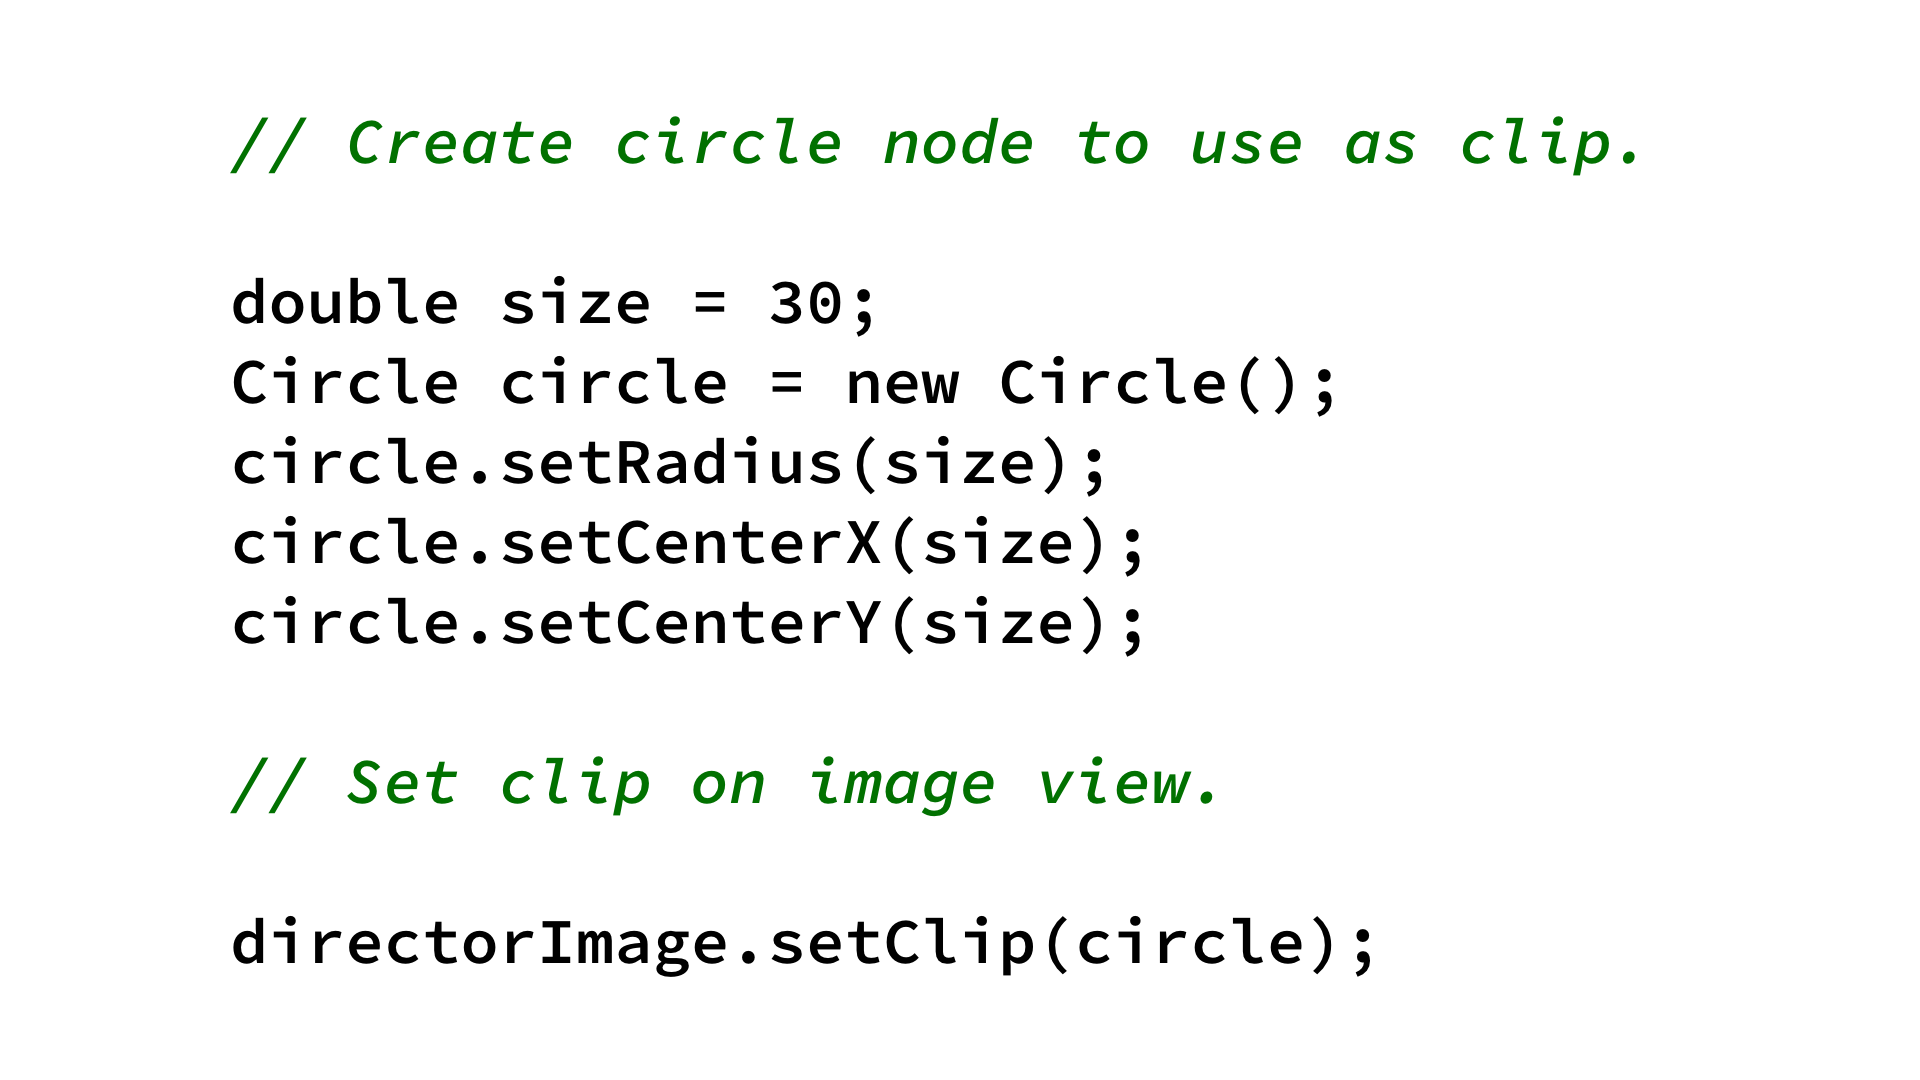 // Create circle node to use as clip.
double size = 30;
Circle circle = new Circle();
circle.setRadius(size);
circle.setCenterX(size);
circle.setCenterY(size);
// Set clip on image view.
directorImage.setClip(circle);